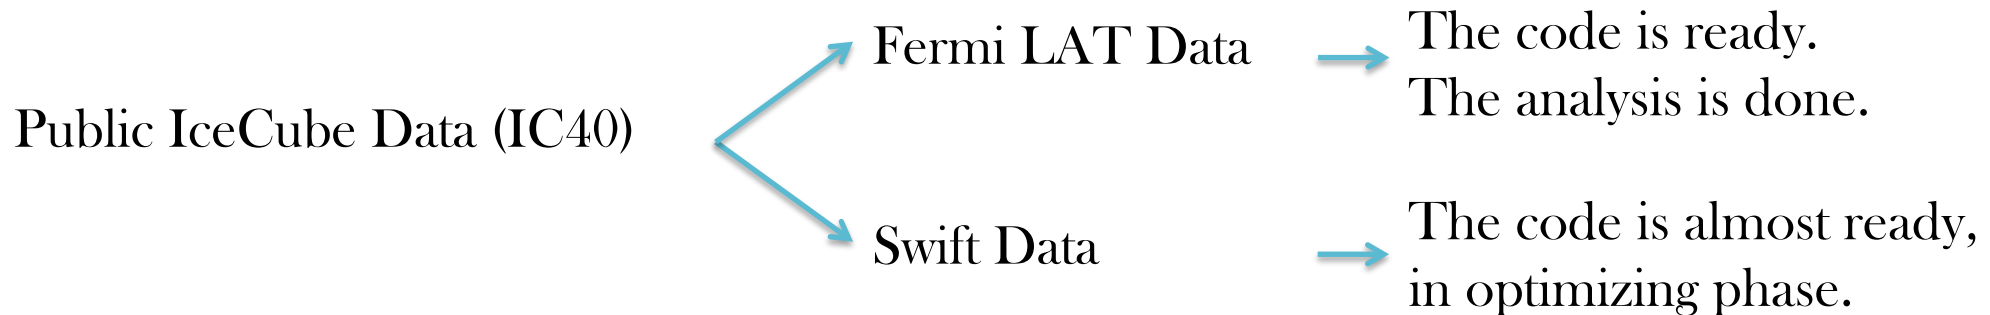 Public IceCube Data (IC40)
Fermi LAT Data
The code is ready.
The analysis is done.
Swift Data
The code is almost ready,
in optimizing phase.